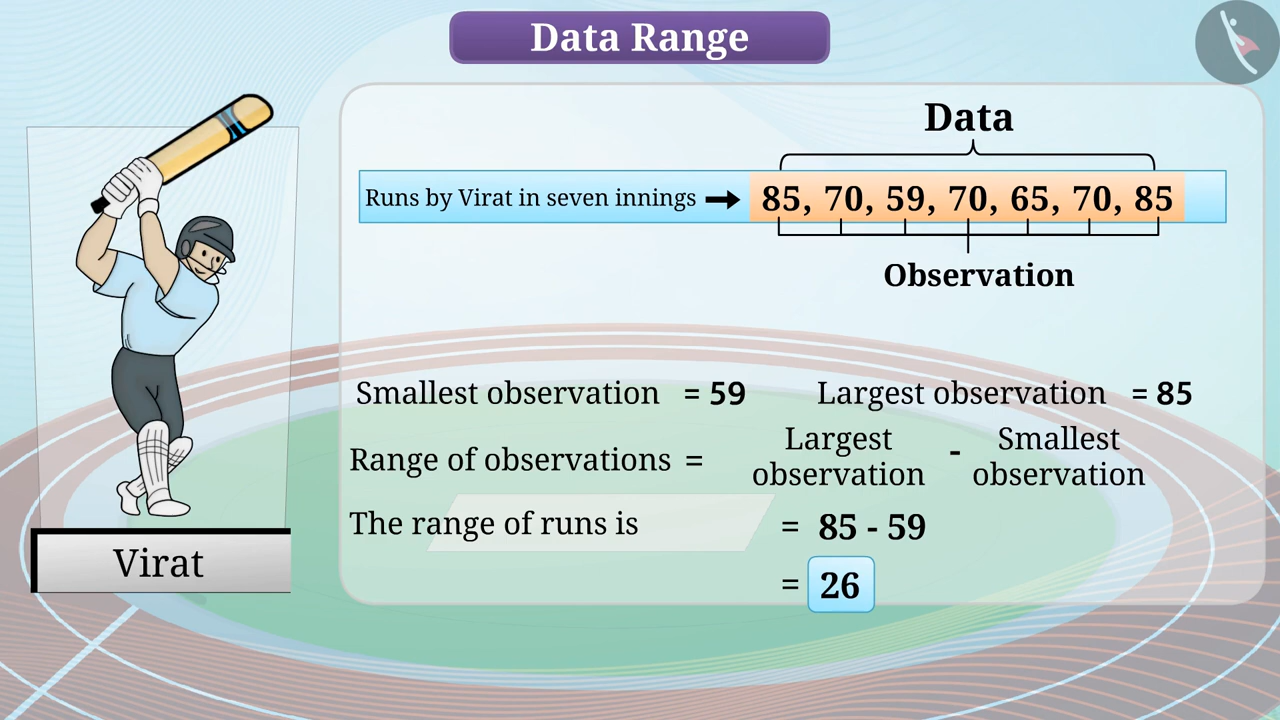 Data Range
Data
Runs by Virat in seven innings → 85, 70, 59, 70, 65, 70, 85
Observation
Smallest observation = 59 Largest observation = 85
Range of observations = Largest observation - Smallest observation
The range of runs is = 85 - 59
= 26
Virat